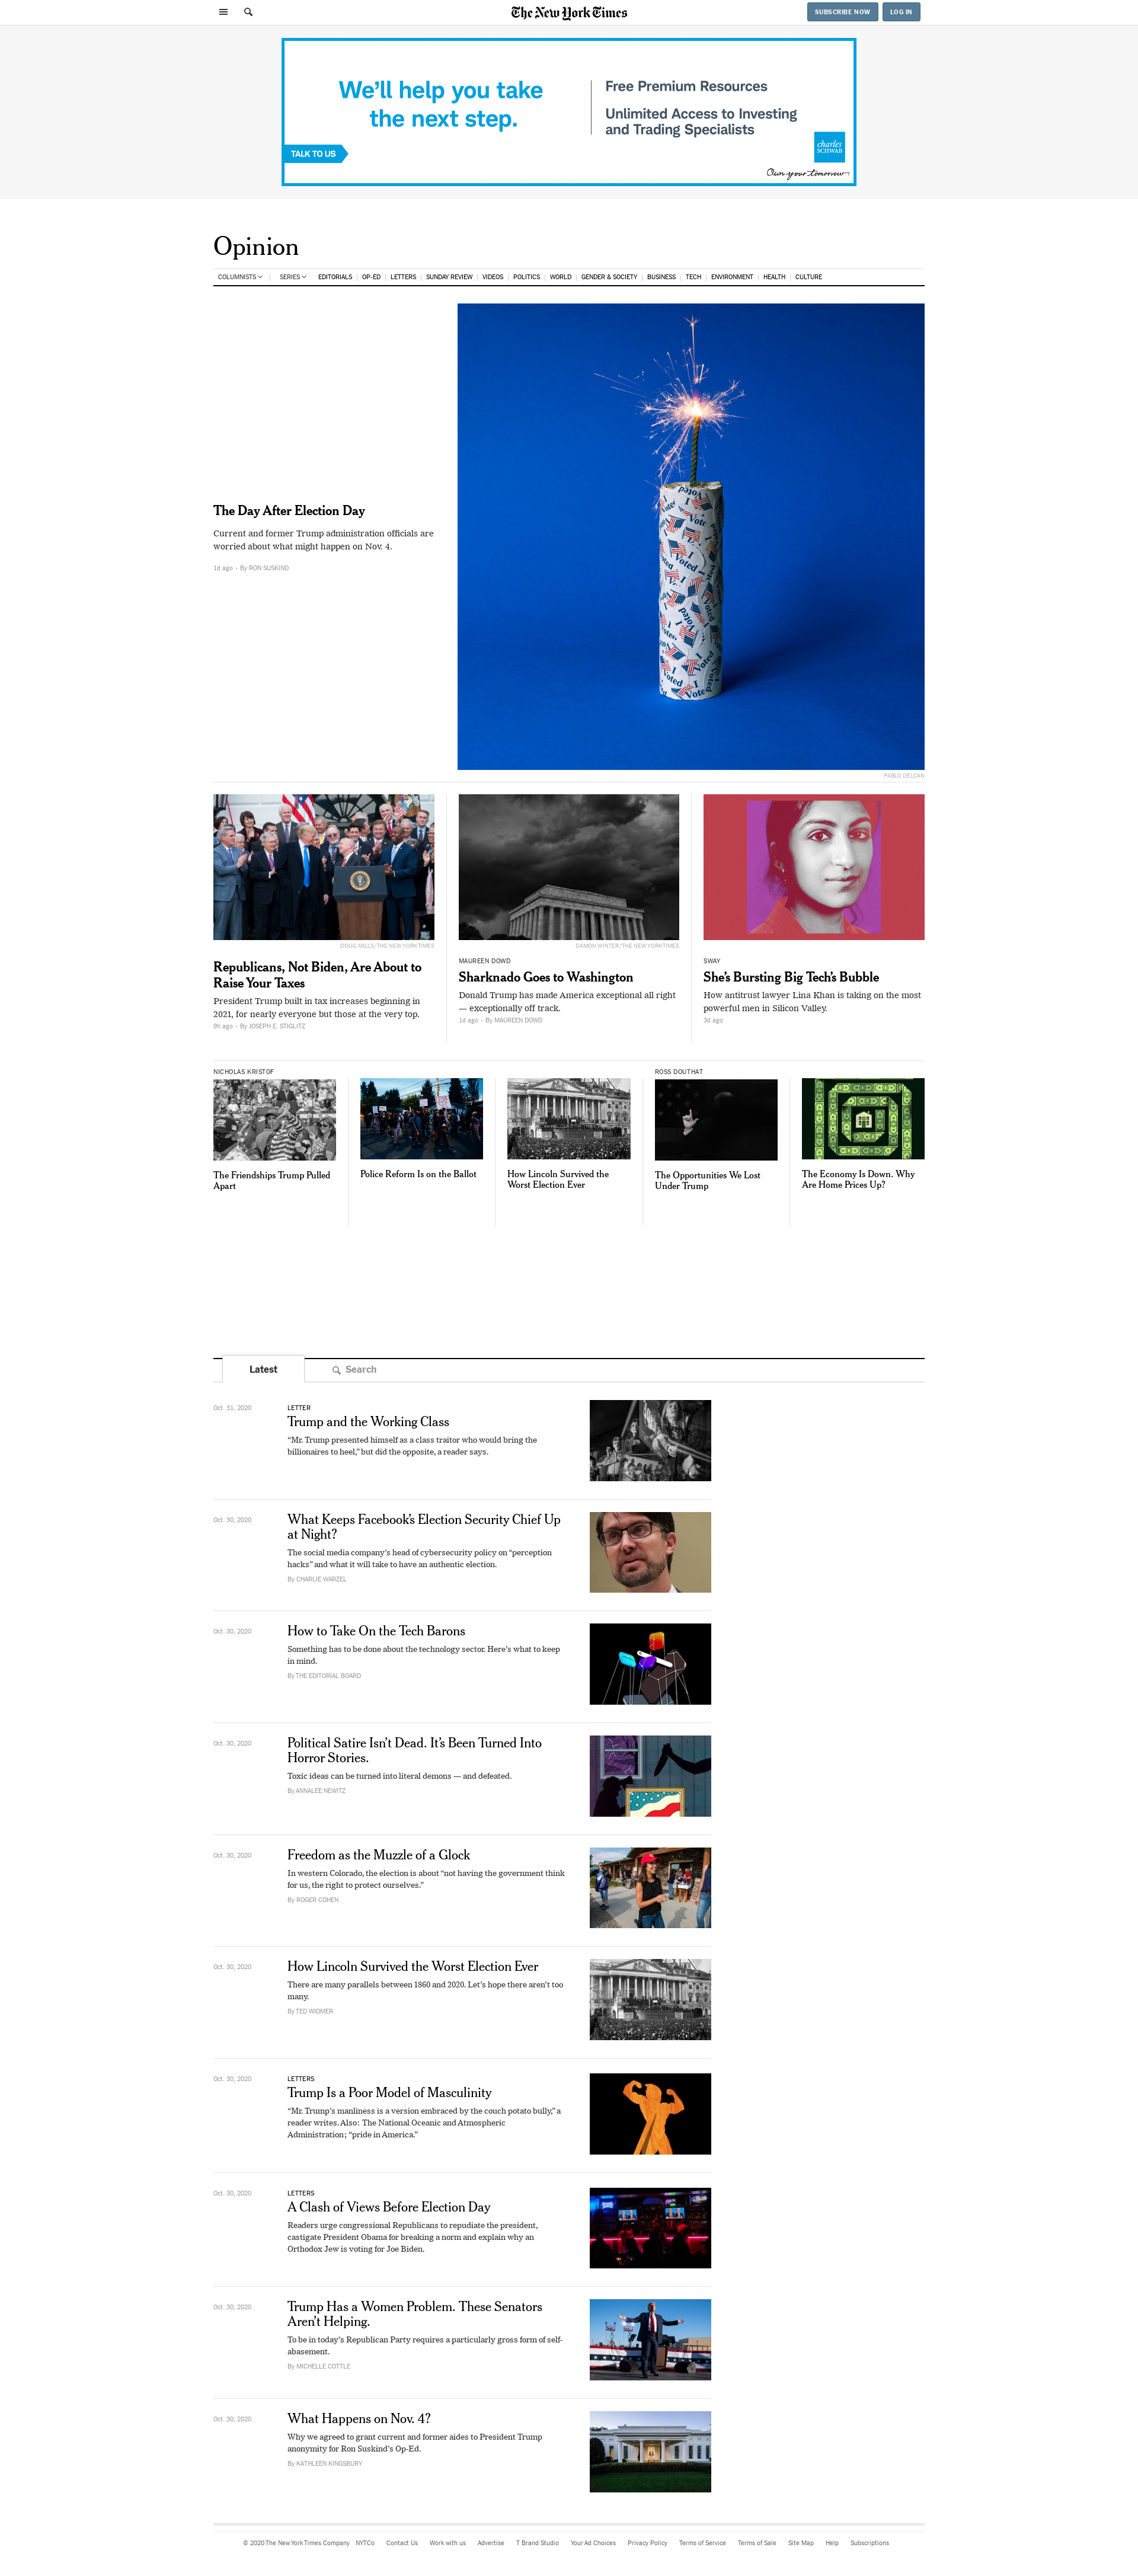 The New York Times
SUBSCRIBE NOW
LOG IN
We'll help you take
the next step.
Free Premium Resources
Unlimited Access to Investing
and Trading Specialists
TALK TO US
charles
SCHWAB
Own your tomorrow
Opinion
COLUMNISTS
SERIES
EDITORIALS
OP-ED
LETTERS
SUNDAY REVIEW
VIDEOS
POLITICS
WORLD
GENDER & SOCIETY
BUSINESS
TECH
ENVIRONMENT
HEALTH
CULTURE
The Day After Election Day
Current and former Trump administration officials are
worried about what might happen on Nov. 4.
1d ago • By RON SUSKIND
I Voted
PABLO DELCAN
DOUG MILLS/THE NEW YORK TIMES
Republicans, Not Biden, Are About to
Raise Your Taxes
President Trump built in tax increases beginning in
2021, for nearly everyone but those at the very top.
9h ago • By JOSEPH E. STIGLITZ
DAMON WINTER/THE NEW YORK TIMES
MAUREEN DOWD
Sharknado Goes to Washington
Donald Trump has made America exceptional all right
— exceptionally off track.
1d ago • By MAUREEN DOWD
SWAY
She's Bursting Big Tech's Bubble
How antitrust lawyer Lina Khan is taking on the most
powerful men in Silicon Valley.
3d ago
NICHOLAS KRISTOF
The Friendships Trump Pulled
Apart
Police Reform Is on the Ballot
How Lincoln Survived the
Worst Election Ever
ROSS DOUTHAT
The Opportunities We Lost
Under Trump
The Economy Is Down. Why
Are Home Prices Up?
Latest
Search
Oct. 31, 2020
LETTER
Trump and the Working Class
“Mr. Trump presented himself as a class traitor who would bring the
billionaires to heel,” but did the opposite, a reader says.
Oct. 30, 2020
What Keeps Facebook's Election Security Chief Up
at Night?
The social media company's head of cybersecurity policy on “perception
hacks” and what it will take to have an authentic election.
By CHARLIE WARZEL
Oct. 30, 2020
How to Take On the Tech Barons
Something has to be done about the technology sector. Here's what to keep
in mind.
By THE EDITORIAL BOARD
Oct. 30, 2020
Political Satire Isn't Dead. It's Been Turned Into
Horror Stories.
Toxic ideas can be turned into literal demons — and defeated.
By ANNALEE NEWITZ
Oct. 30, 2020
Freedom as the Muzzle of a Glock
In western Colorado, the election is about “not having the government think
for us, the right to protect ourselves.”
By ROGER COHEN
Oct. 30, 2020
How Lincoln Survived the Worst Election Ever
There are many parallels between 1860 and 2020. Let's hope there aren't too
many.
By TED WIDMER
Oct. 30, 2020
LETTERS
Trump Is a Poor Model of Masculinity
“Mr. Trump's manliness is a version embraced by the couch potato bully,” a
reader writes. Also: The National Oceanic and Atmospheric
Administration; “pride in America.”
Oct. 30, 2020
LETTERS
A Clash of Views Before Election Day
Readers urge congressional Republicans to repudiate the president,
castigate President Obama for breaking a norm and explain why an
Orthodox Jew is voting for Joe Biden.
Oct. 30, 2020
Trump Has a Women Problem. These Senators
Aren't Helping.
To be in today's Republican Party requires a particularly gross form of self-
abasement.
By MICHELLE COTTLE
Oct. 30, 2020
What Happens on Nov. 4?
Why we agreed to grant current and former aides to President Trump
anonymity for Ron Suskind's Op-Ed.
By KATHLEEN KINGSBURY
© 2020 The New York Times Company
NYTCo
Contact Us
Work with us
Advertise
T Brand Studio
Your Ad Choices
Privacy Policy
Terms of Service
Terms of Sale
Site Map
Help
Subscriptions